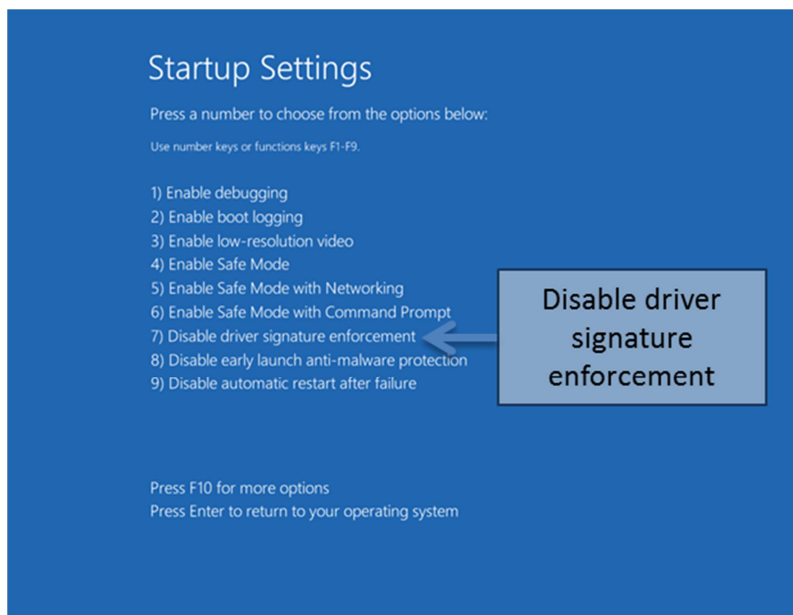 Startup Settings
Press a number to choose from the options below:
Use number keys or functions keys F1-F9.
1) Enable debugging
2) Enable boot logging
3) Enable low-resolution video
4) Enable Safe Mode
5) Enable Safe Mode with Networking
6) Enable Safe Mode with Command Prompt
7) Disable driver signature enforcement
8) Disable early launch anti-malware protection
9) Disable automatic restart after failure
Disable driver
signature
enforcement
Press F10 for more options
Press Enter to return to your operating system